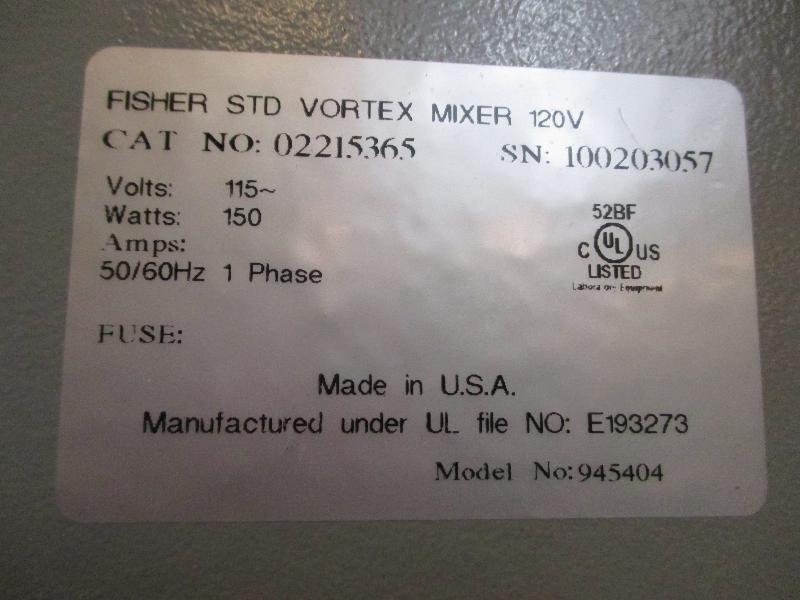 FISHER STD VORTEX MIXER 120V
CAT NO: 02215365 SN: 100203057
Volts: 115~
Watts: 150
Amps:
50/60Hz 1 Phase
52BF
C UL US
LISTED
Laboratory Equipment
FUSE:
Made in U.S.A.
Manufactured under UL file NO: E193273
Model No:945404